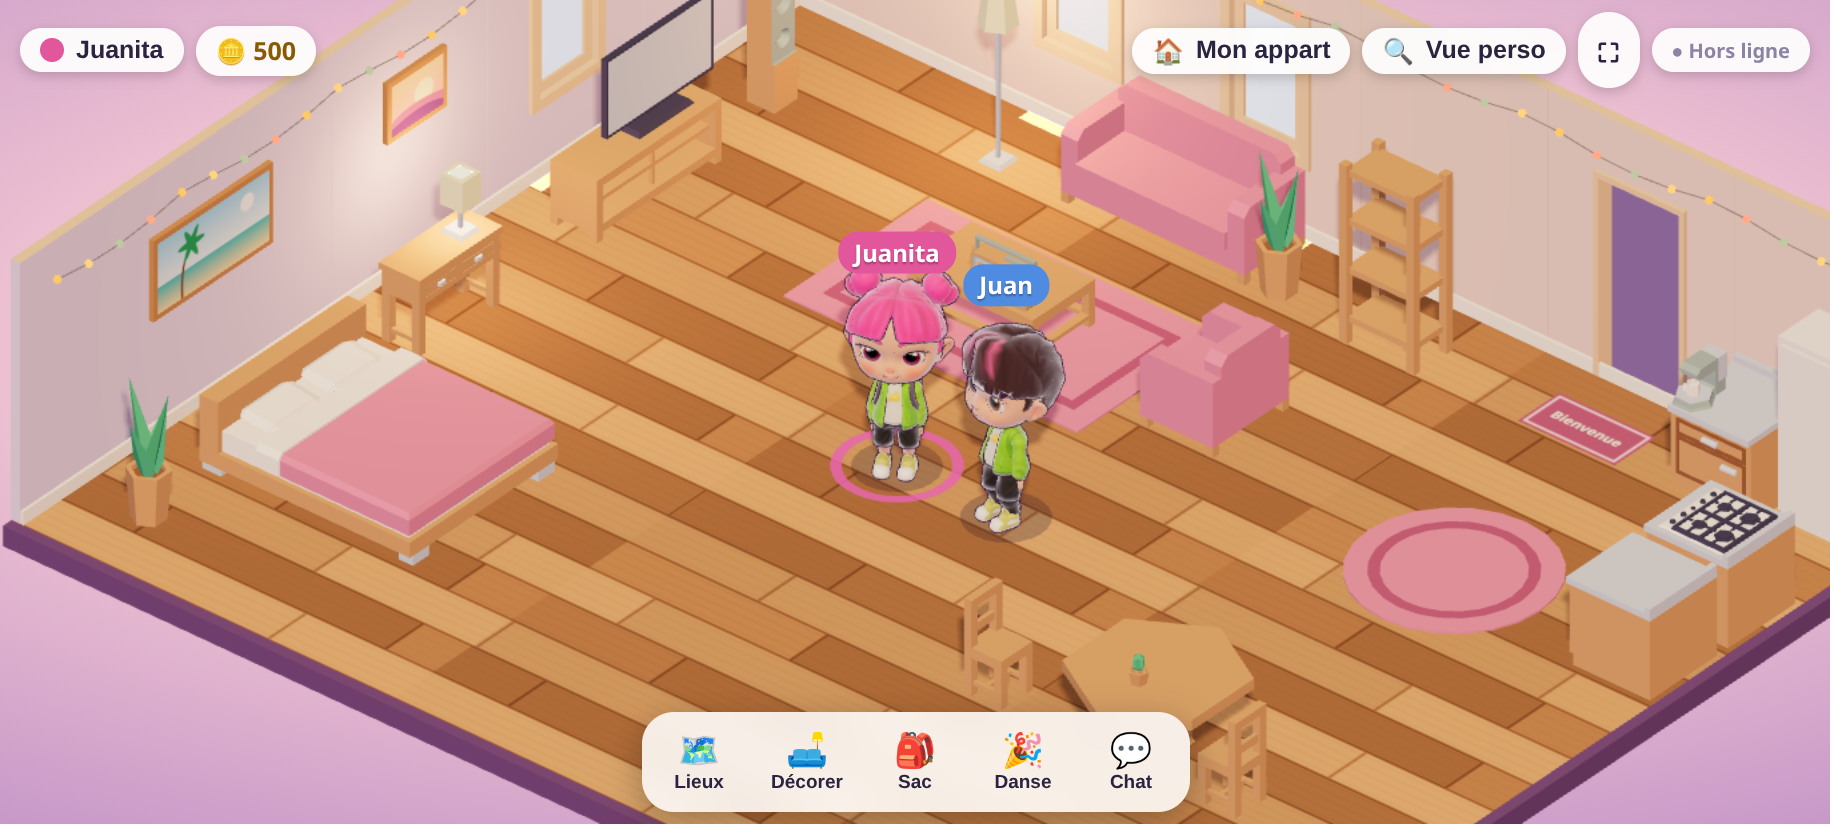 Juanita
500
Mon appart
Vue perso
Hors ligne
Juanita
Juan
Bienvenue
Lieux
Décorer
Sac
Danse
Chat